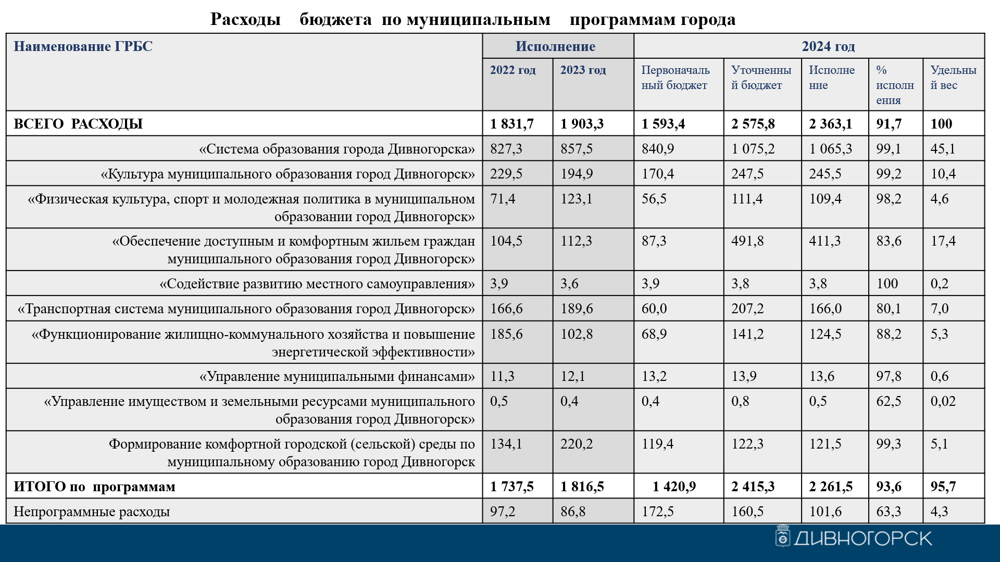 Расходы бюджета по муниципальным программам города
Наименование ГРБС Исполнение 2024 год
2022 год 2023 год Первоначаль Уточненны Исполне % Удельны
ный бюджет й бюджет ние исполн й вес
ения
ВСЕГО РАСХОДЫ 1 831,7 1 903,3 1 593,4 2 575,8 2 363,1 91,7 100
«Система образования города Дивногорска» 827,3 857,5 840,9 1 075,2 1 065,3 99,1 45,1
«Культура муниципального образования город Дивногорск» 229,5 194,9 170,4 247,5 245,5 99,2 10,4
«Физическая культура, спорт и молодежная политика в муниципальном 71,4 123,1 56,5 111,4 109,4 98,2 4,6
образовании город Дивногорск»
«Обеспечение доступным и комфортным жильем граждан 104,5 112,3 87,3 491,8 411,3 83,6 17,4
муниципального образования город Дивногорск»
«Содействие развитию местного самоуправления» 3,9 3,6 3,9 3,8 3,8 100 0,2
«Транспортная система муниципального образования город Дивногорск» 166,6 189,6 60,0 207,2 166,0 80,1 7,0
«Функционирование жилищно-коммунального хозяйства и повышение 185,6 102,8 68,9 141,2 124,5 88,2 5,3
энергетической эффективности»
«Управление муниципальными финансами» 11,3 12,1 13,2 13,9 13,6 97,8 0,6
«Управление имуществом и земельными ресурсами муниципального 0,5 0,4 0,4 0,8 0,5 62,5 0,02
образования город Дивногорск»
Формирование комфортной городской (сельской) среды по 134,1 220,2 119,4 122,3 121,5 99,3 5,1
муниципальному образованию город Дивногорск
ИТОГО по программам 1 737,5 1 816,5 1 420,9 2 415,3 2 261,5 93,6 95,7
Непрограммные расходы 97,2 86,8 172,5 160,5 101,6 63,3 4,3
ДИВНОГОРСК